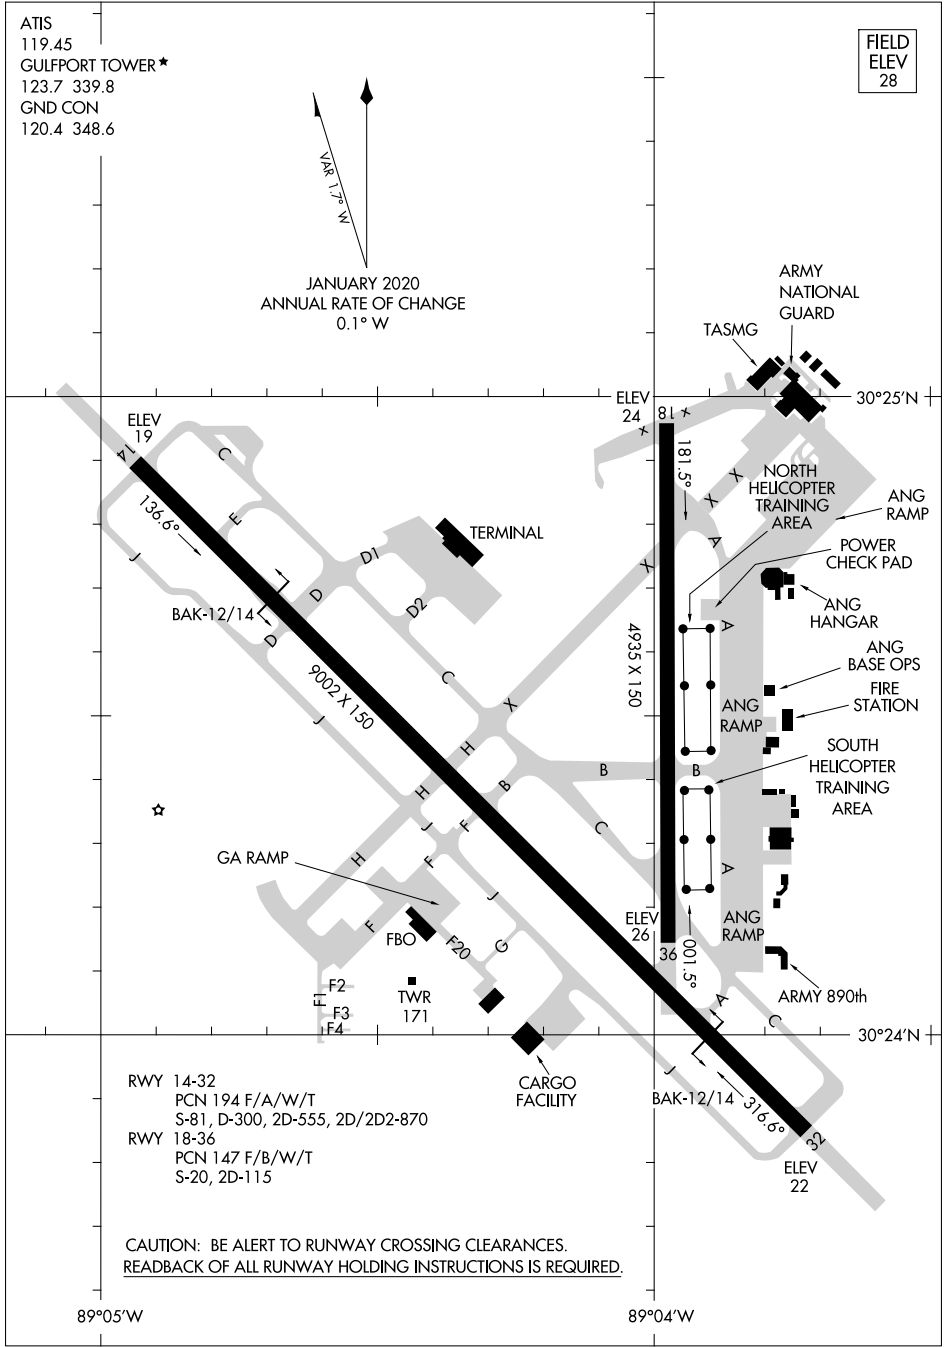 ATIS
119.45
GULFPORT TOWER
123.7 339.8
GND CON
120.4 348.6
FIELD
ELEV
28
VAR 1.7° W
JANUARY 2020
ANNUAL RATE OF CHANGE
0.1° W
ARMY
NATIONAL
GUARD
TASMG
30°25'N
ELEV
24
18
X
X
ELEV
19
14
136.6°
C
E
J
D1
TERMINAL
181.5°
X
X
A
X
NORTH
HELICOPTER
TRAINING
AREA
ANG
RAMP
POWER
CHECK PAD
ANG
HANGAR
BAK-12/14
D
D
D2
A
4935 X 150
ANG
BASE OPS
FIRE
STATION
9002 X 150
J
C
X
ANG
RAMP
H
B
B
B
SOUTH
HELICOPTER
TRAINING
AREA
H
J
F
C
H
F
GA RAMP
J
A
F
FBO
F20
G
ELEV
26
36
001.5°
ANG
RAMP
F1
F2
F3
F4
TWR
171
ARMY 890th
A
C
30°24'N
CARGO
FACILITY
J
BAK-12/14
316.6°
32
ELEV
22
RWY 14-32
PCN 194 F/A/W/T
S-81, D-300, 2D-555, 2D/2D2-870
RWY 18-36
PCN 147 F/B/W/T
S-20, 2D-115
CAUTION: BE ALERT TO RUNWAY CROSSING CLEARANCES.
READBACK OF ALL RUNWAY HOLDING INSTRUCTIONS IS REQUIRED.
89°05'W
89°04'W